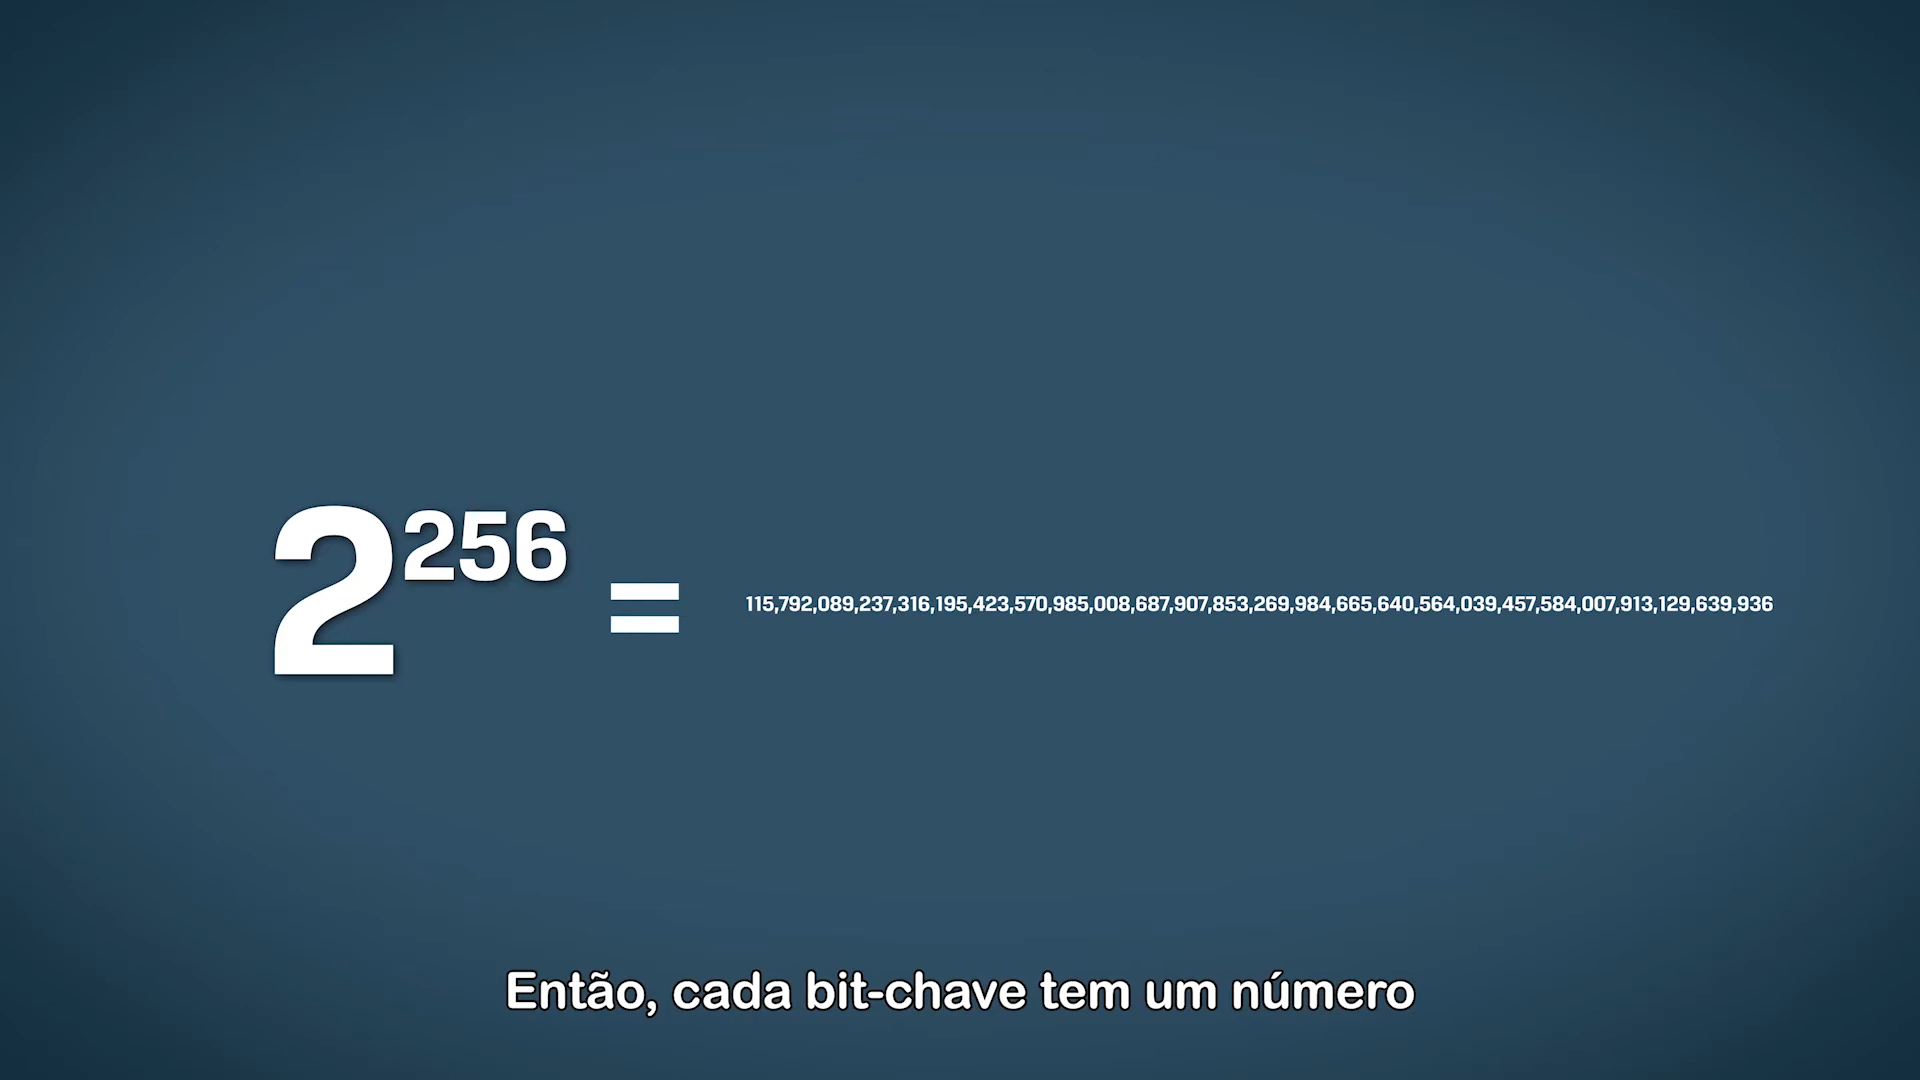 2²⁵⁶ = 115,792,089,237,316,195,423,570,985,008,687,907,853,269,984,665,640,564,039,457,584,007,913,129,639,936
Então, cada bit-chave tem um número